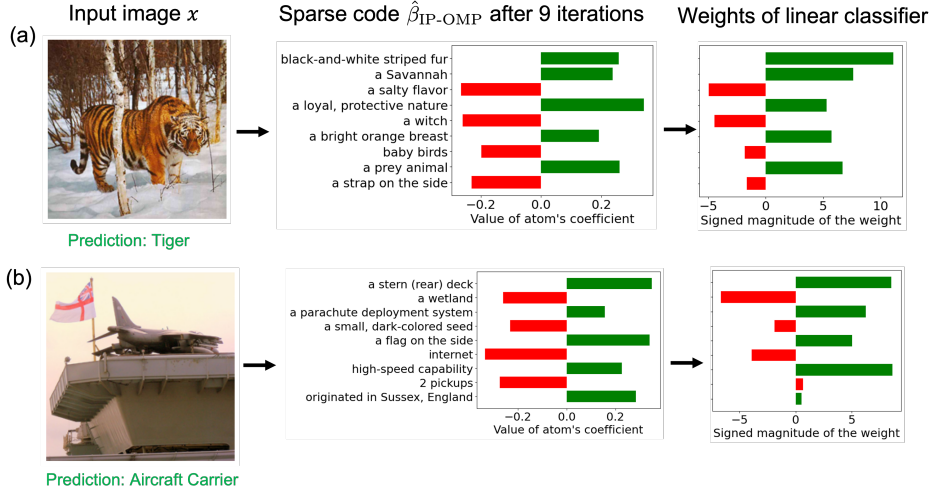 Input image x
Sparse code β̂IP-OMP after 9 iterations
Weights of linear classifier
(a)
black-and-white striped fur
a Savannah
a salty flavor
a loyal, protective nature
a witch
a bright orange breast
baby birds
a prey animal
a strap on the side
−0.2 0.0 0.2
Value of atom's coefficient
−5 0 5 10
Signed magnitude of the weight
Prediction: Tiger
(b)
a stern (rear) deck
a wetland
a parachute deployment system
a small, dark-colored seed
a flag on the side
internet
high-speed capability
2 pickups
originated in Sussex, England
−0.2 0.0 0.2
Value of atom's coefficient
−5 0 5
Signed magnitude of the weight
Prediction: Aircraft Carrier